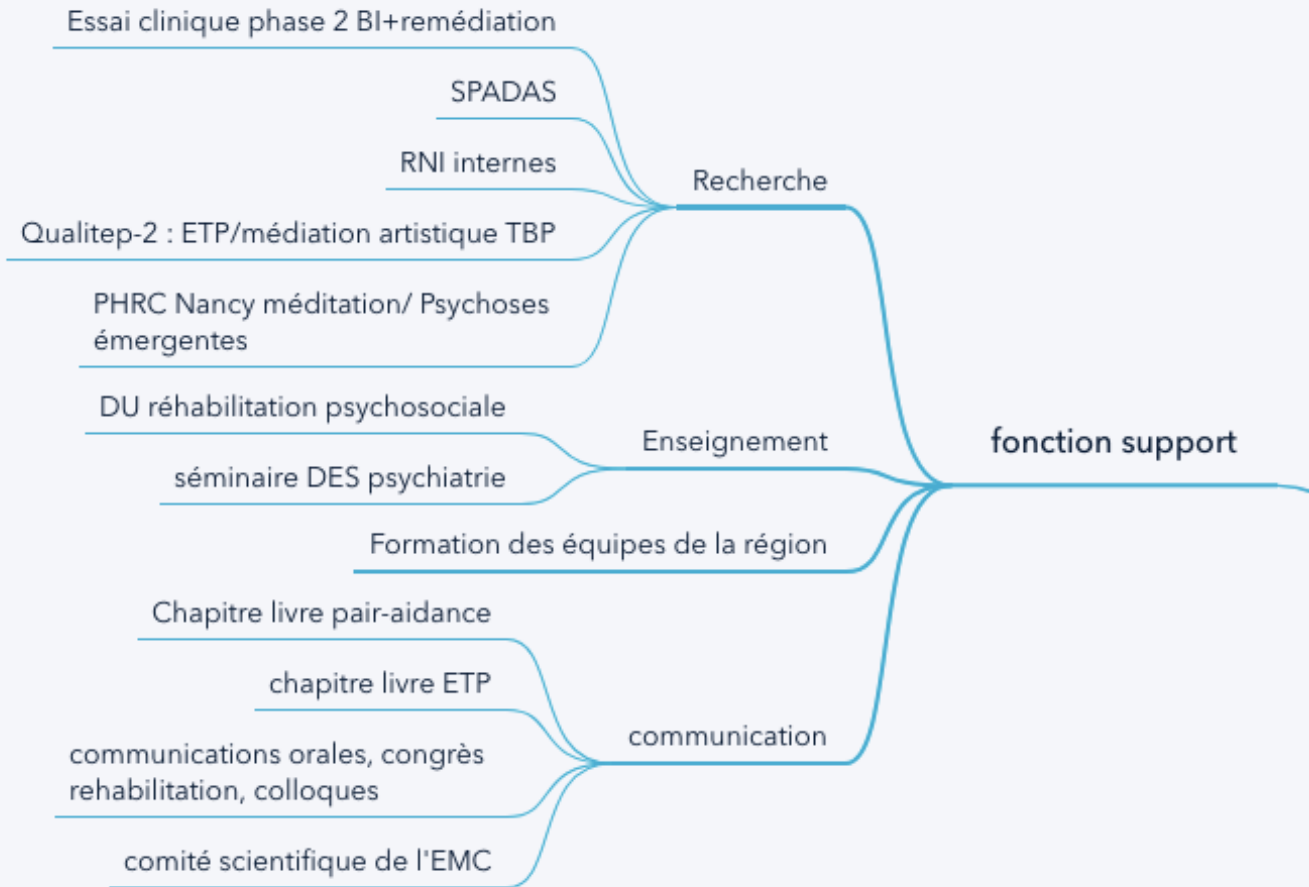 Essai clinique phase 2 BI+remédiation
SPADAS
RNI internes
Recherche
Qualitep-2 : ETP/médiation artistique TBP
PHRC Nancy méditation/ Psychoses
émergentes
DU réhabilitation psychosociale
Enseignement
fonction support
séminaire DES psychiatrie
Formation des équipes de la région
Chapitre livre pair-aidance
chapitre livre ETP
communication
communications orales, congrès
rehabilitation, colloques
comité scientifique de l'EMC